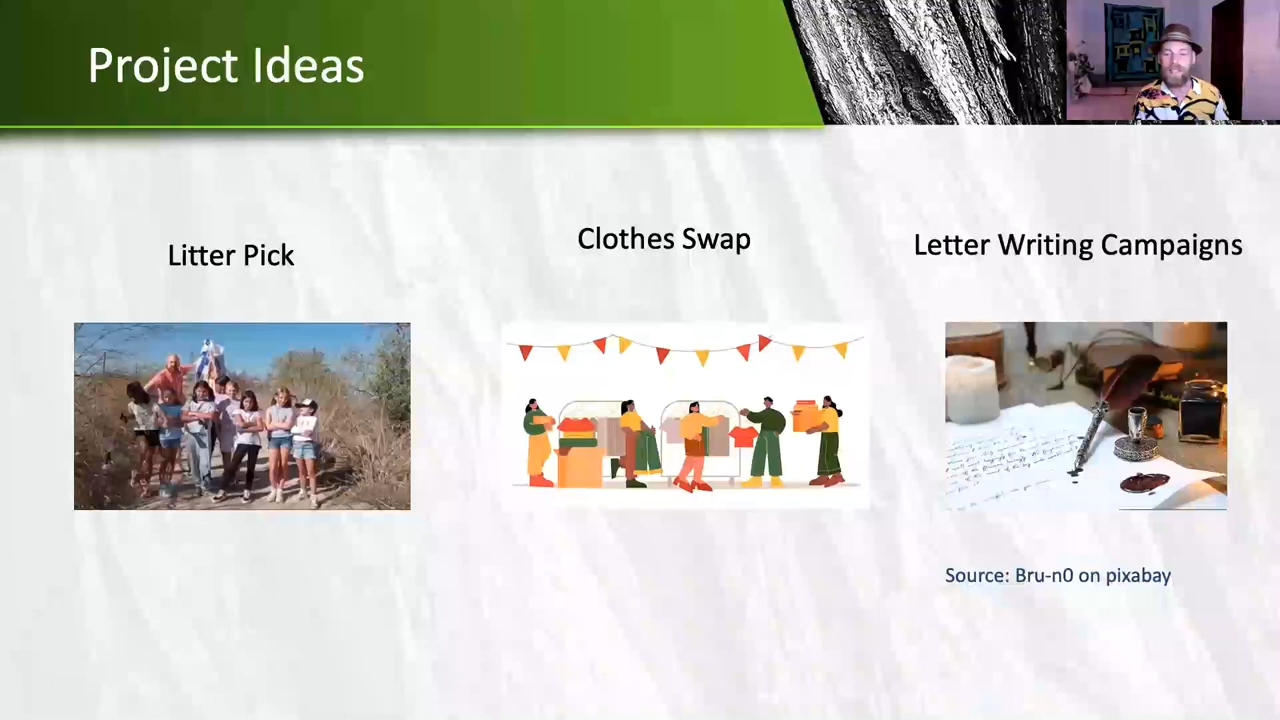 Project Ideas
Litter Pick
Clothes Swap
Letter Writing Campaigns
Source: Bru-n0 on pixabay